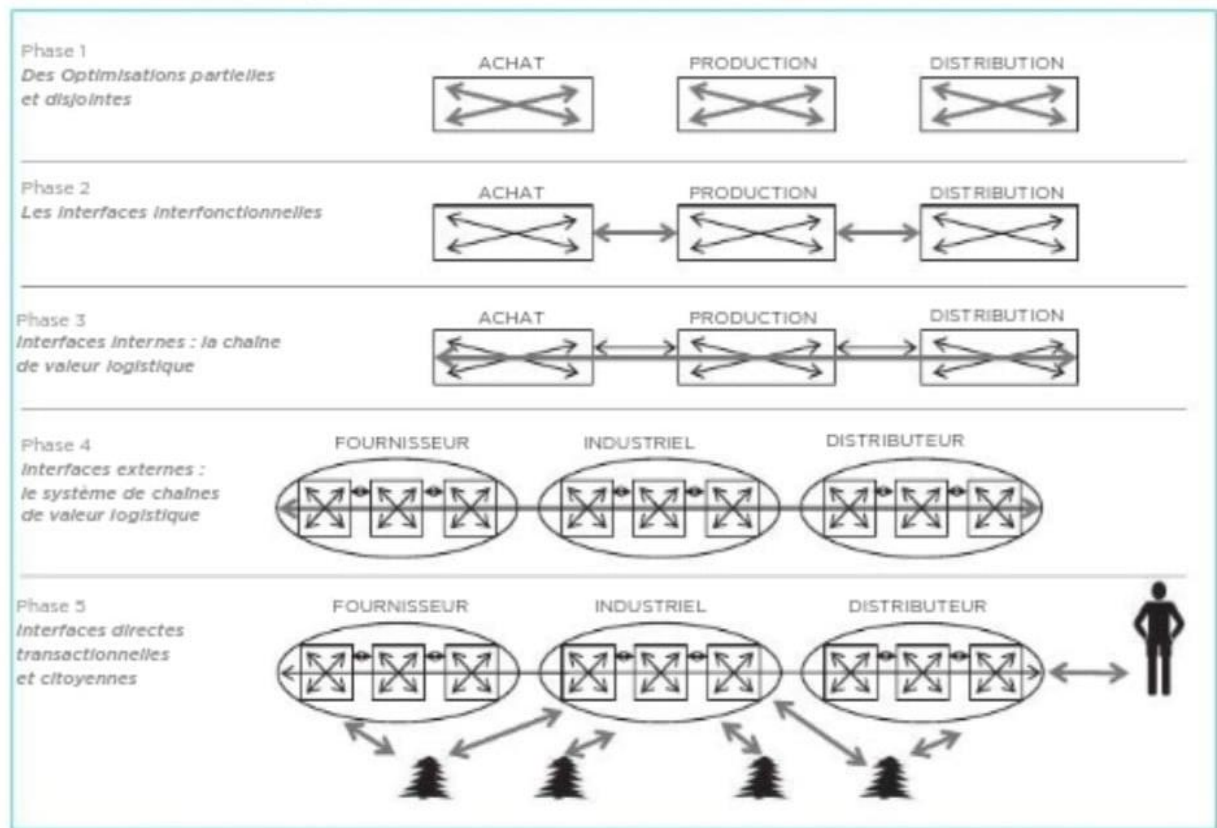 Phase 1
Des Optimisations partielles
et disjointes
ACHAT
PRODUCTION
DISTRIBUTION
Phase 2
Les interfaces interfonctionnelles
ACHAT
PRODUCTION
DISTRIBUTION
Phase 3
Interfaces internes : la chaîne
de valeur logistique
ACHAT
PRODUCTION
DISTRIBUTION
Phase 4
Interfaces externes :
le système de chaînes
de valeur logistique
FOURNISSEUR
INDUSTRIEL
DISTRIBUTEUR
Phase 5
Interfaces directes
transactionnelles
et citoyennes
FOURNISSEUR
INDUSTRIEL
DISTRIBUTEUR